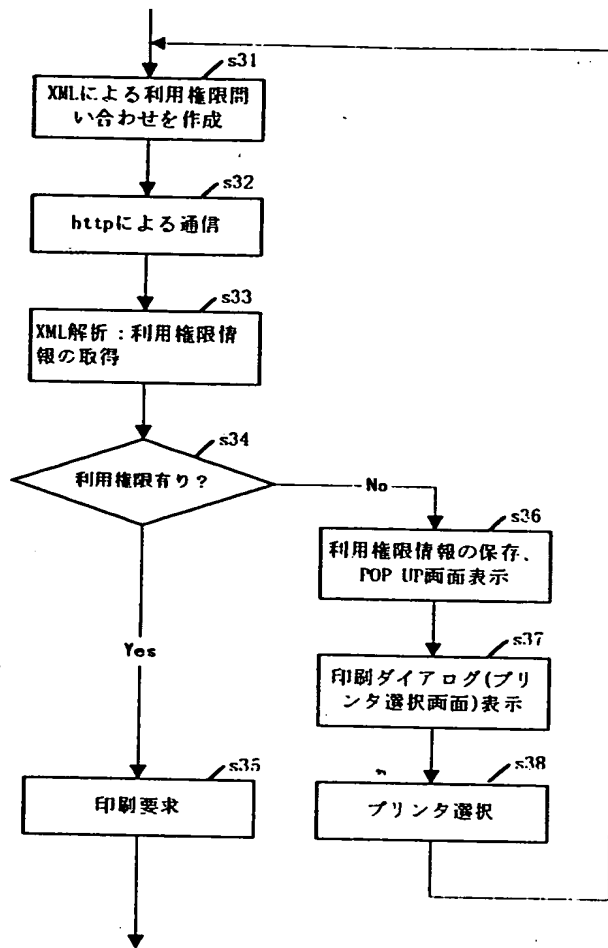 s31
XMLによる利用権限問
い合わせを作成
s32
httpによる通信
s33
XML解析：利用権限情
報の取得
s34
利用権限有り？
No
s36
利用権限情報の保存、
POP UP画面表示
Yes
s37
印刷ダイアログ(プリ
ンタ選択画面)表示
s35
印刷要求
s38
プリンタ選択